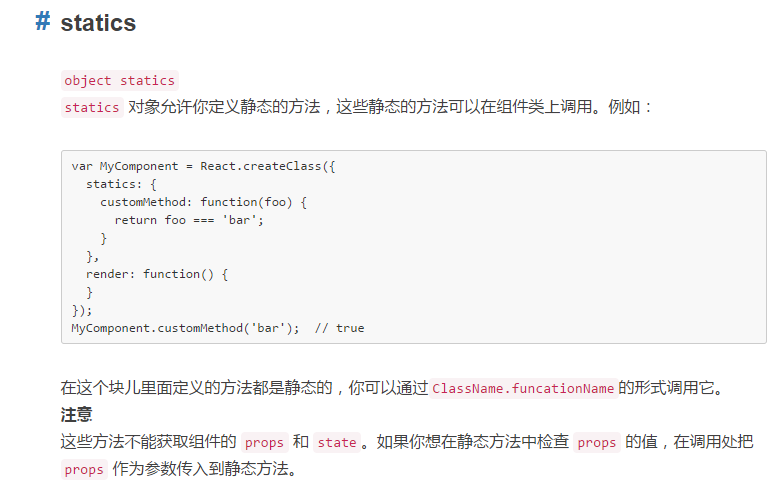 # statics
object statics
statics 对象允许你定义静态的方法，这些静态的方法可以在组件类上调用。例如：
var MyComponent = React.createClass({
  statics: {
    customMethod: function(foo) {
      return foo === 'bar';
    }
  },
  render: function() {
  }
});
MyComponent.customMethod('bar');  // true
在这个块儿里面定义的方法都是静态的，你可以通过 ClassName.funcationName 的形式调用它。
注意
这些方法不能获取组件的 props 和 state 。如果你想在静态方法中检查 props 的值，在调用处把
props 作为参数传入到静态方法。